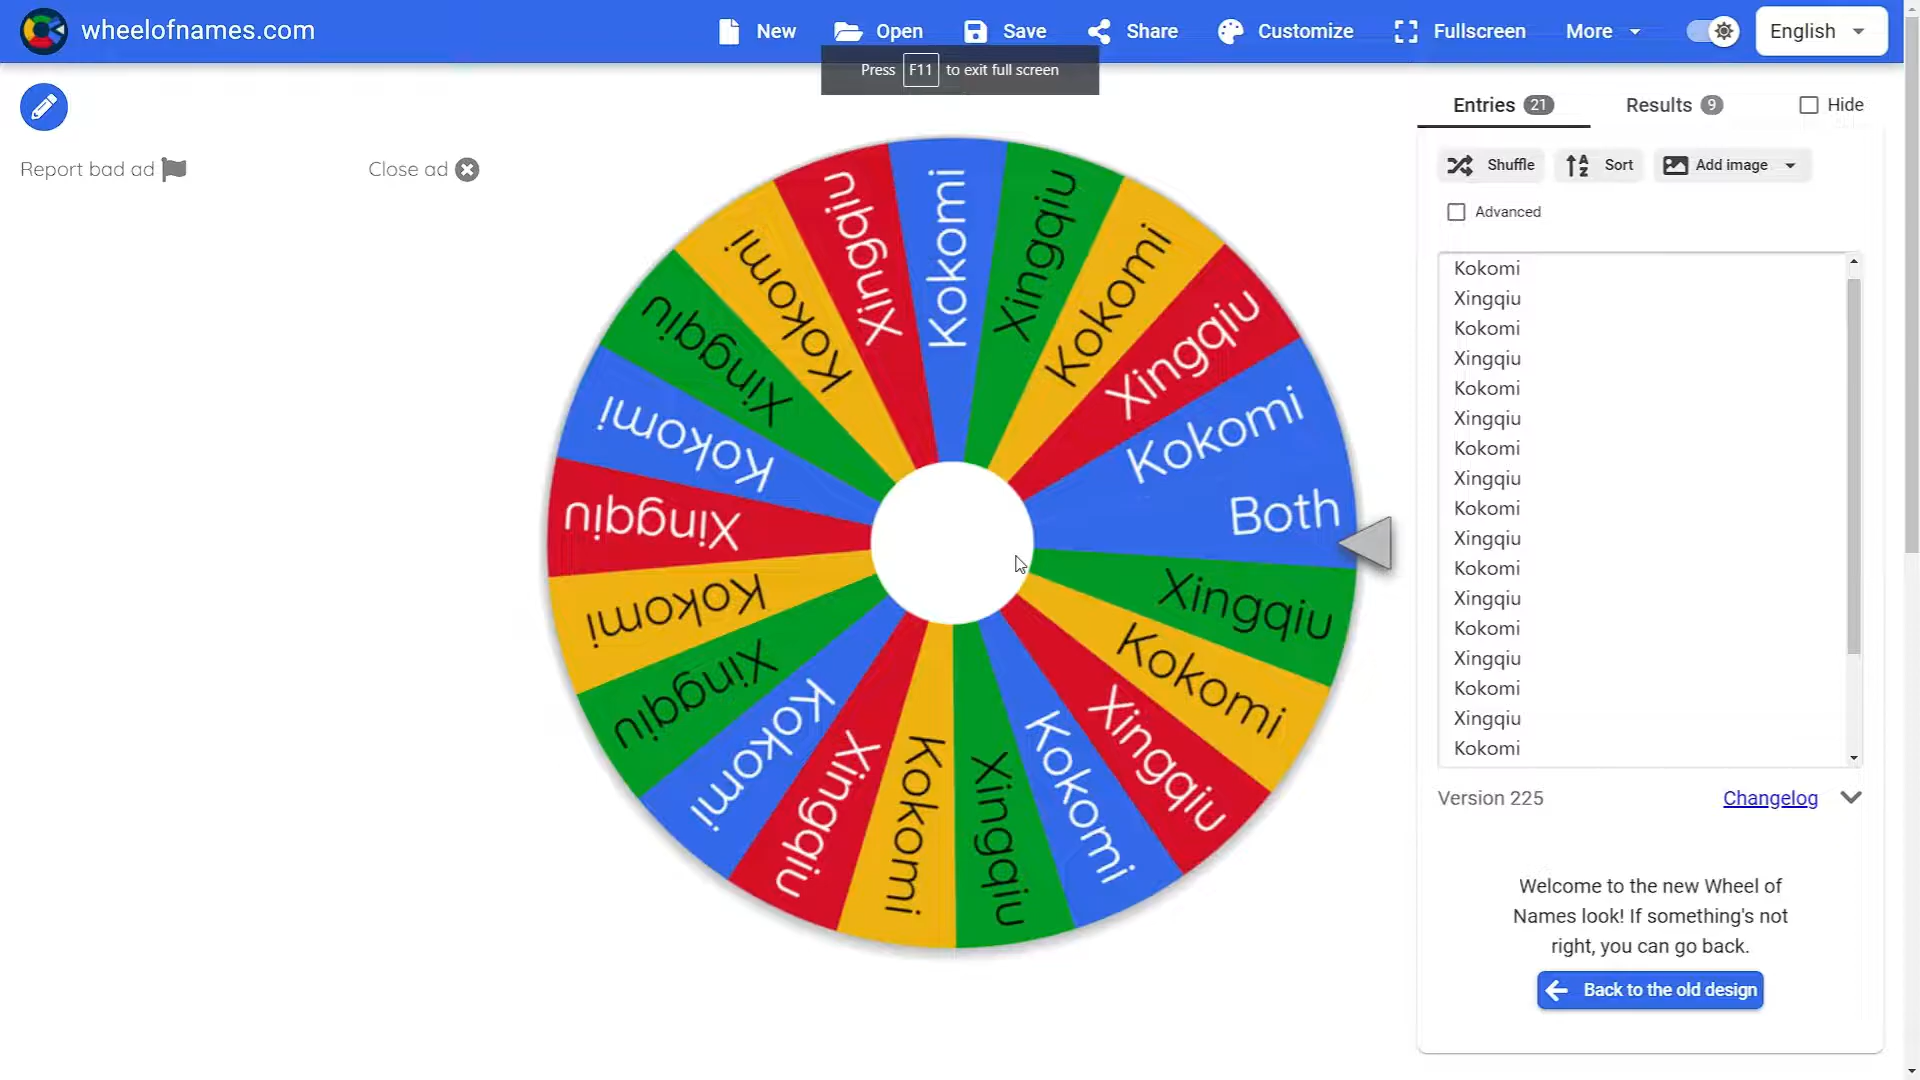 wheelofnames.com
New
Open
Save
Share
Customize
Fullscreen
More
English
Press F11 to exit full screen
Report bad ad
Close ad
Entries 21
Results 9
Hide
Shuffle
Sort
Add image
Advanced
Kokomi
Xingqiu
Kokomi
Xingqiu
Kokomi
Xingqiu
Kokomi
Xingqiu
Kokomi
Xingqiu
Kokomi
Xingqiu
Kokomi
Xingqiu
Kokomi
Xingqiu
Kokomi
Kokomi
Xingqiu
Kokomi
Xingqiu
Kokomi
Both
Xingqiu
Kokomi
Xingqiu
Kokomi
Xingqiu
Kokomi
Xingqiu
Kokomi
Xingqiu
Kokomi
Xingqiu
Kokomi
Xingqiu
Kokomi
Xingqiu
Version 225
Changelog
Welcome to the new Wheel of
Names look! If something's not
right, you can go back.
Back to the old design